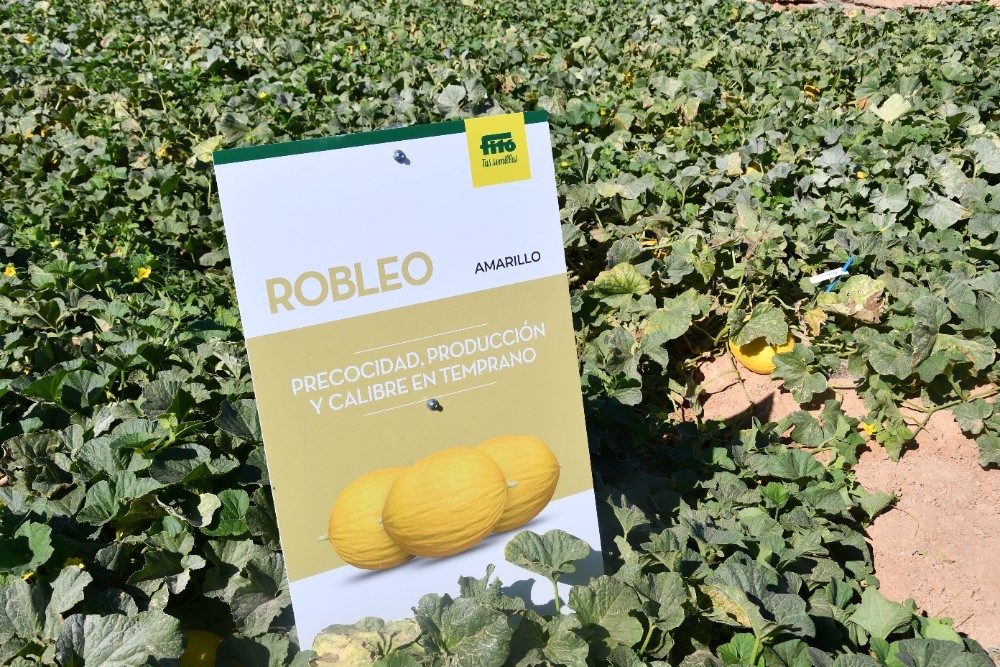 fitó
Tus semillas
ROBLEO
AMARILLO
PRECOCIDAD, PRODUCCIÓN
Y CALIBRE EN TEMPRANO